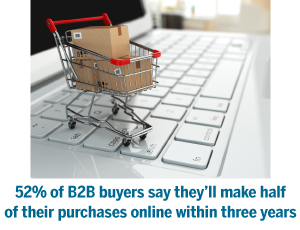 52% of B2B buyers say they'll make half
of their purchases online within three years